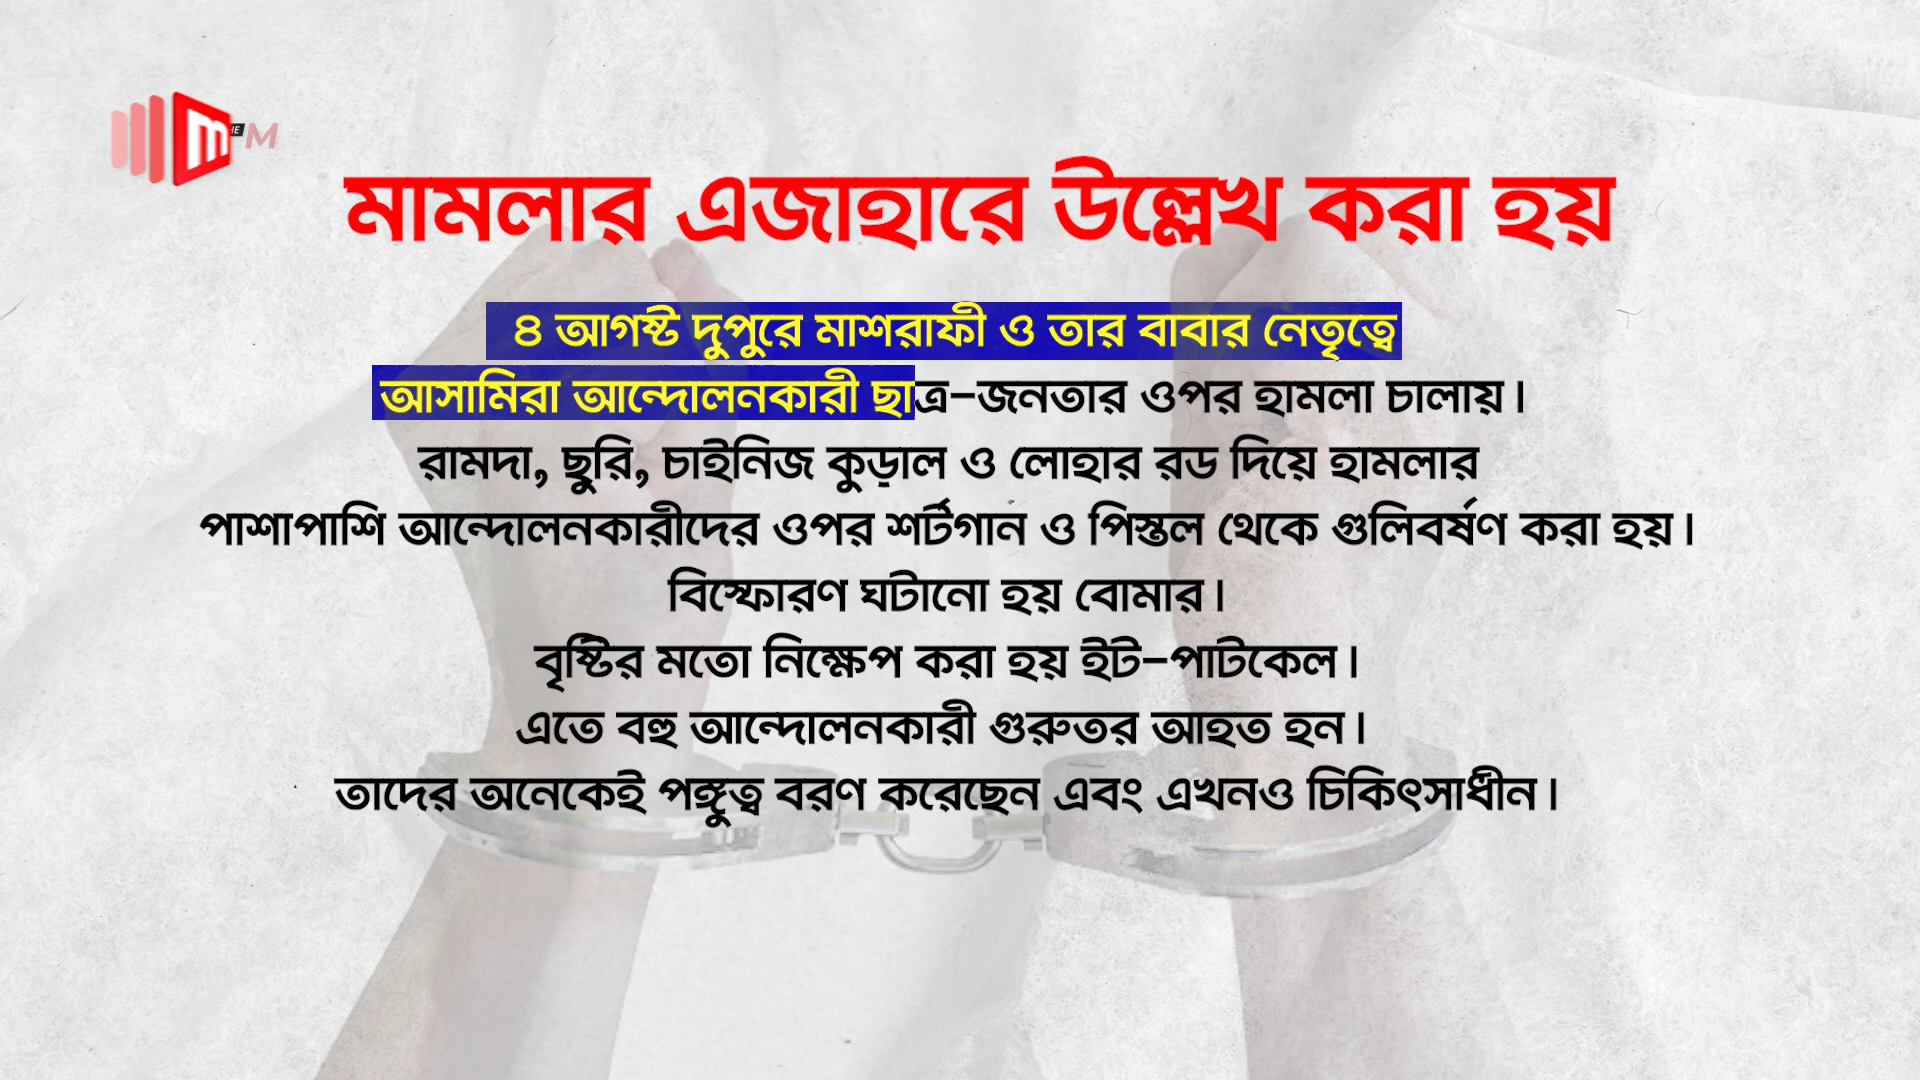 m
HE
M
মামলার এজাহারে উল্লেখ করা হয়
৪ আগষ্ট দুপুরে মাশরাফী ও তার বাবার নেতৃত্বে
আসামিরা আন্দোলনকারী ছাত্র-জনতার ওপর হামলা চালায়।
রামদা, ছুরি, চাইনিজ কুড়াল ও লোহার রড দিয়ে হামলার
পাশাপাশি আন্দোলনকারীদের ওপর শর্টগান ও পিস্তল থেকে গুলিবর্ষণ করা হয়।
বিস্ফোরণ ঘটানো হয় বোমার।
বৃষ্টির মতো নিক্ষেপ করা হয় ইট-পাটকেল।
এতে বহু আন্দোলনকারী গুরুতর আহত হন।
তাদের অনেকেই পঙ্গুত্ব বরণ করেছেন এবং এখনও চিকিৎসাধীন।